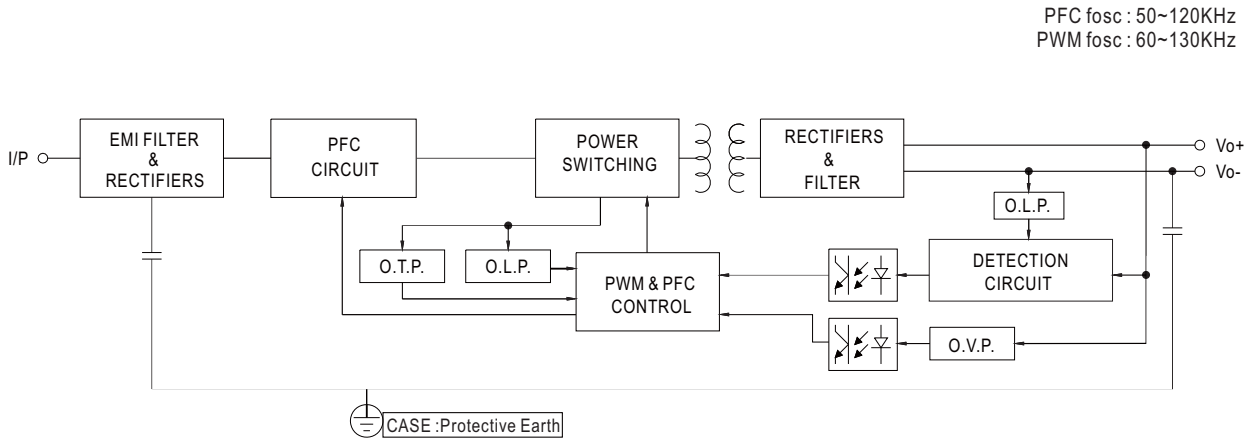 PFC fosc : 50~120KHz
PWM fosc : 60~130KHz
I/P
EMI FILTER
&
RECTIFIERS
PFC
CIRCUIT
POWER
SWITCHING
RECTIFIERS
&
FILTER
Vo+
Vo-
O.L.P.
O.T.P.
O.L.P.
PWM & PFC
CONTROL
DETECTION
CIRCUIT
O.V.P.
CASE :Protective Earth